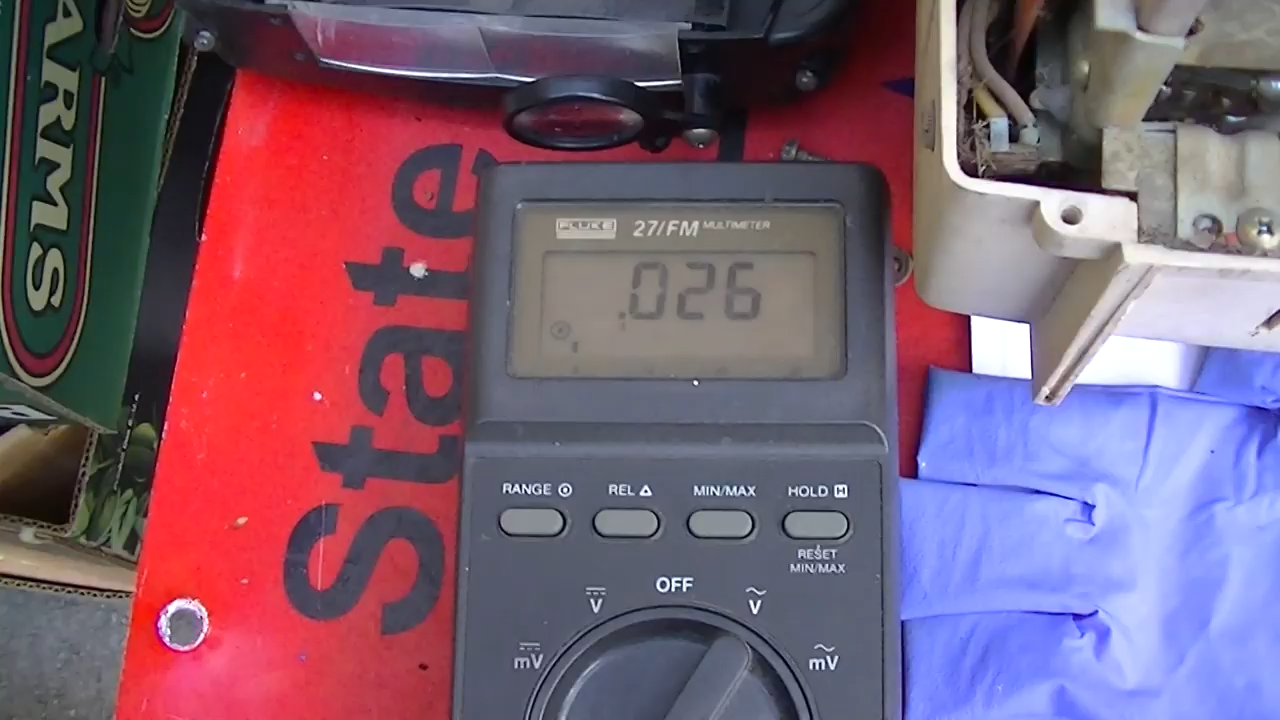 ARMS
State
FLUKE 27/FM MULTIMETER
.026
RANGE REL △ MIN/MAX HOLD H
RESET
MIN/MAX
OFF
V V
mV mV